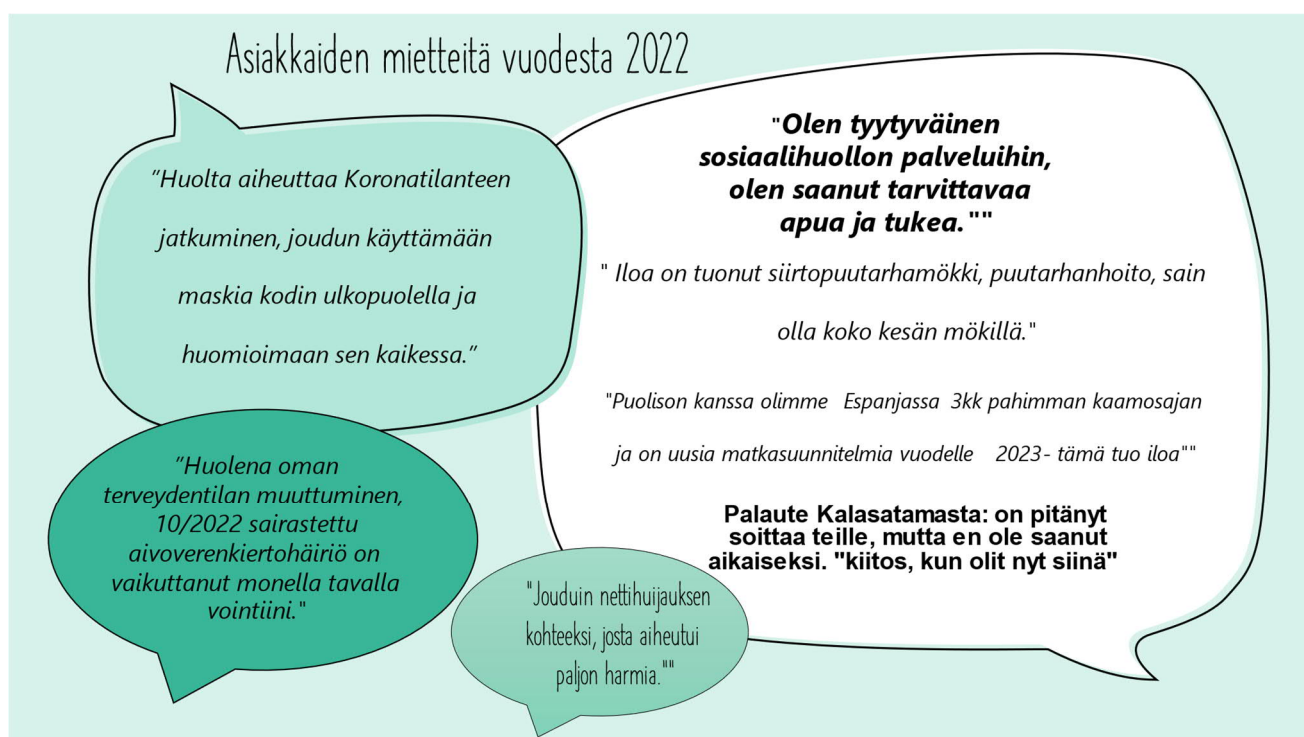 Asiakkaiden mietteitä vuodesta 2022
"Huolta aiheuttaa Koronatilanteen
jatkuminen, joudun käyttämään
maskia kodin ulkopuolella ja
huomioimaan sen kaikessa."
"Huolena oman
terveydentilan muuttuminen,
10/2022 sairastettu
aivoverenkiertohäiriö on
vaikuttanut monella tavalla
vointiini."
"Jouduin nettihuijauksen
kohteeksi, josta aiheutui
paljon harmia.""
"Olen tyytyväinen
sosiaalihuollon palveluihin,
olen saanut tarvittavaa
apua ja tukea.""
" Iloa on tuonut siirtopuutarhamökki, puutarhanhoito, sain
olla koko kesän mökillä."
"Puolison kanssa olimme Espanjassa 3kk pahimman kaamosajan
ja on uusia matkasuunnitelmia vuodelle 2023- tämä tuo iloa""
Palaute Kalasatamasta: on pitänyt
soittaa teille, mutta en ole saanut
aikaiseksi. "kiitos, kun olit nyt siinä"